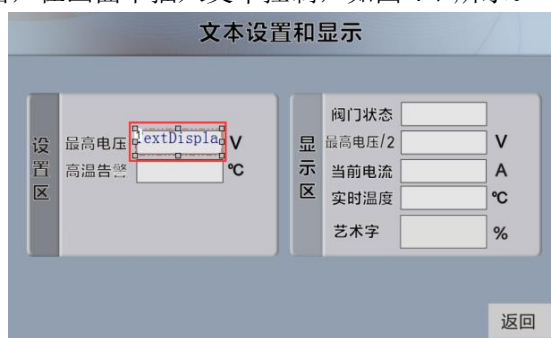 文本设置和显示
设置区
最高电压
extDispla
V
高温告警
℃
显示区
阀门状态
最高电压/2
V
当前电流
A
实时温度
℃
艺术字
%
返回